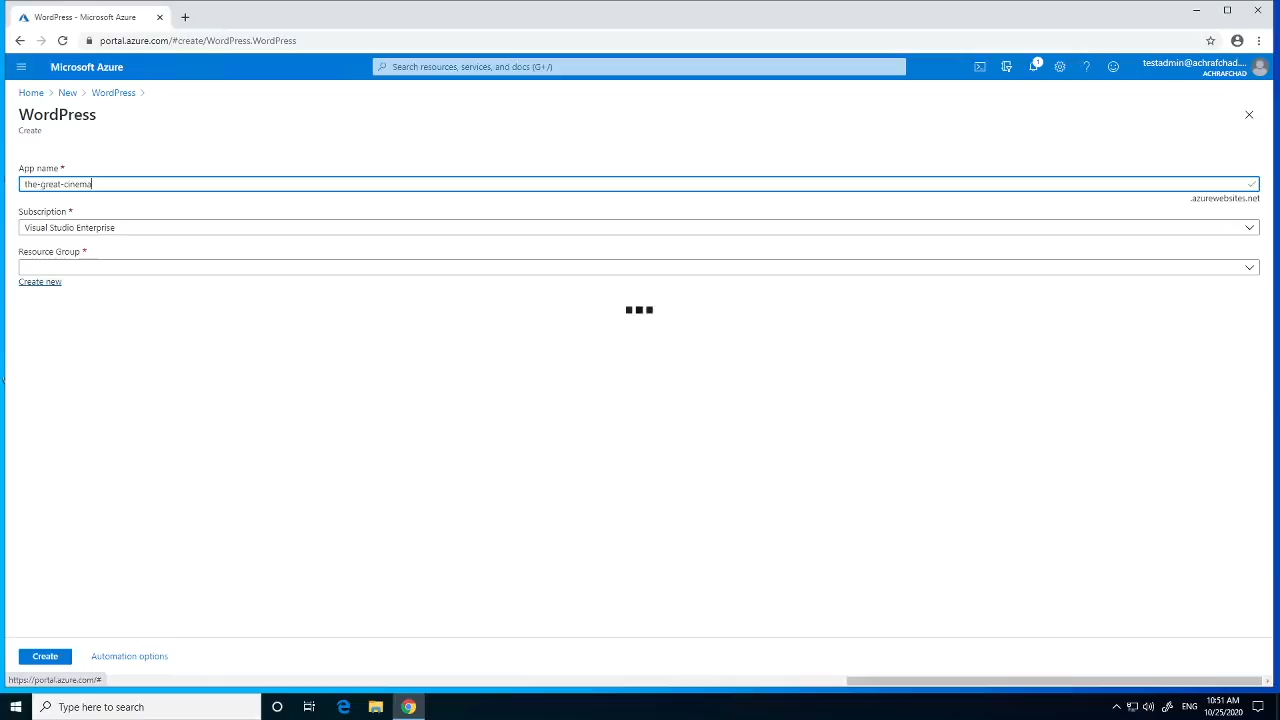 WordPress - Microsoft Azure
portal.azure.com/#create/WordPress.WordPress
Microsoft Azure
Search resources, services, and docs (G+/)
1
testadmin@achrafchad....
ACHRAFCHAD
Home
New
WordPress
WordPress
Create
App name *
the-great-cinema
.azurewebsites.net
Subscription *
Visual Studio Enterprise
Resource Group *
Create new
Create
Automation options
https://portal.azure.com/#
Type here to search
ENG
10:51 AM
10/25/2020